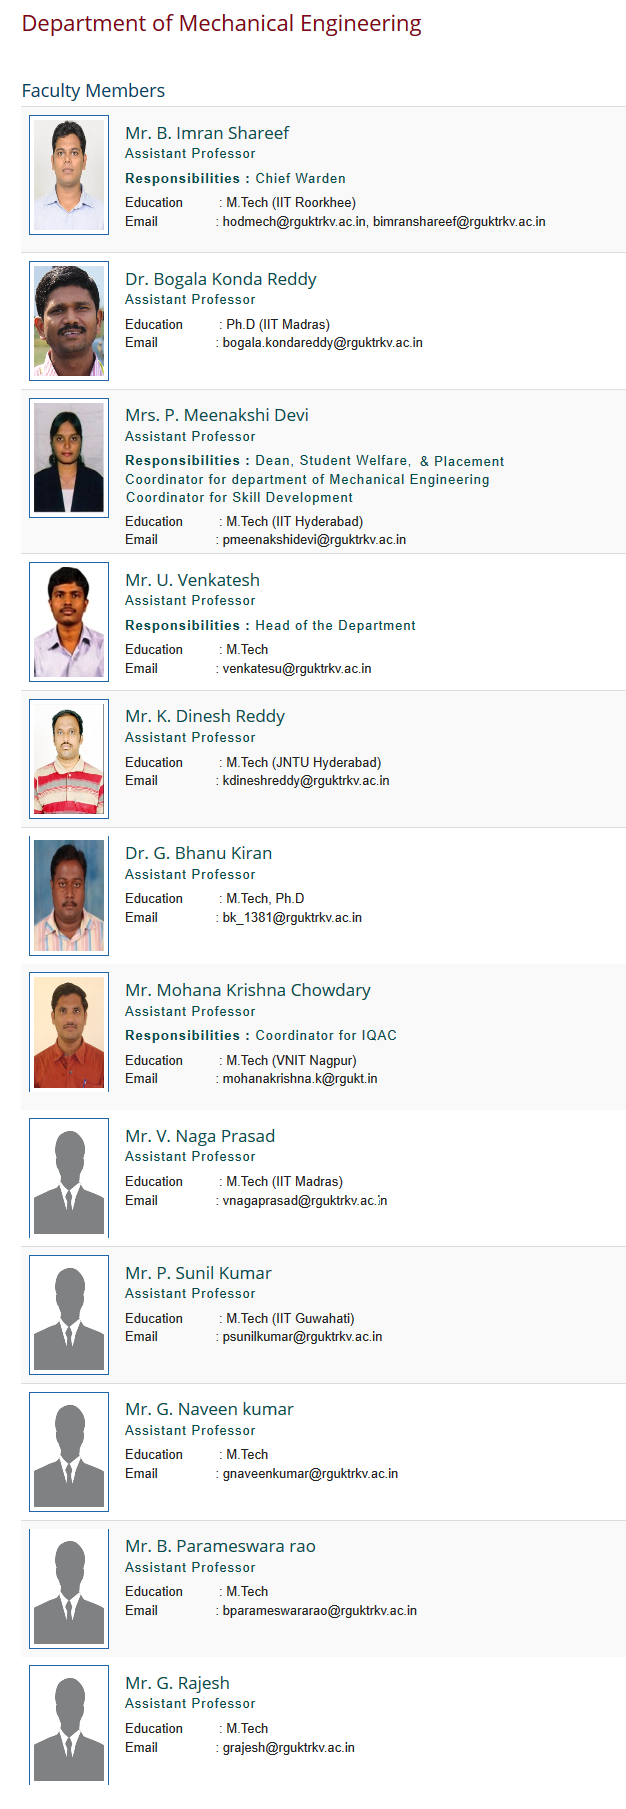 Department of Mechanical Engineering
Faculty Members
Mr. B. Imran Shareef
Assistant Professor
Responsibilities : Chief Warden
Education : M.Tech (IIT Roorkhee)
Email : hodmech@rguktrkv.ac.in, bimranshareef@rguktrkv.ac.in
Dr. Bogala Konda Reddy
Assistant Professor
Education : Ph.D (IIT Madras)
Email : bogala.kondareddy@rguktrkv.ac.in
Mrs. P. Meenakshi Devi
Assistant Professor
Responsibilities : Dean, Student Welfare, & Placement
Coordinator for department of Mechanical Engineering
Coordinator for Skill Development
Education : M.Tech (IIT Hyderabad)
Email : pmeenakshidevi@rguktrkv.ac.in
Mr. U. Venkatesh
Assistant Professor
Responsibilities : Head of the Department
Education : M.Tech
Email : venkatesu@rguktrkv.ac.in
Mr. K. Dinesh Reddy
Assistant Professor
Education : M.Tech (JNTU Hyderabad)
Email : kdineshreddy@rguktrkv.ac.in
Dr. G. Bhanu Kiran
Assistant Professor
Education : M.Tech, Ph.D
Email : bk_1381@rguktrkv.ac.in
Mr. Mohana Krishna Chowdary
Assistant Professor
Responsibilities : Coordinator for IQAC
Education : M.Tech (VNIT Nagpur)
Email : mohanakrishna.k@rgukt.in
Mr. V. Naga Prasad
Assistant Professor
Education : M.Tech (IIT Madras)
Email : vnagaprasad@rguktrkv.ac.in
Mr. P. Sunil Kumar
Assistant Professor
Education : M.Tech (IIT Guwahati)
Email : psunilkumar@rguktrkv.ac.in
Mr. G. Naveen kumar
Assistant Professor
Education : M.Tech
Email : gnaveenkumar@rguktrkv.ac.in
Mr. B. Parameswara rao
Assistant Professor
Education : M.Tech
Email : bparameswararao@rguktrkv.ac.in
Mr. G. Rajesh
Assistant Professor
Education : M.Tech
Email : grajesh@rguktrkv.ac.in